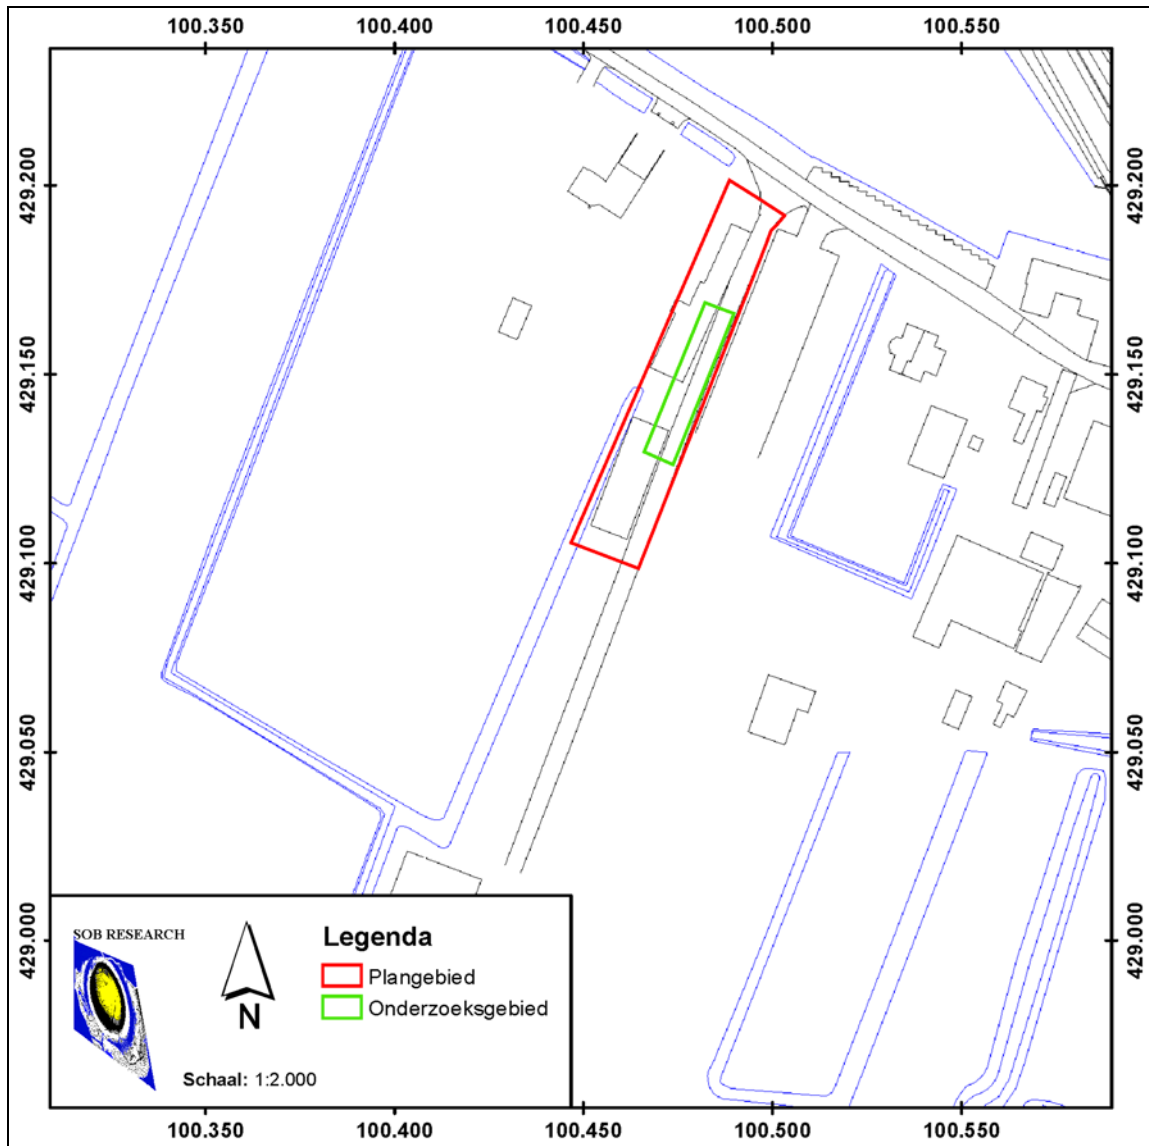 100.350 100.400 100.450 100.500 100.550
429.200 429.200
429.150 429.150
429.100 429.100
429.050 429.050
429.000 429.000
SOB RESEARCH
N
Legenda
Plangebied
Onderzoeksgebied
Schaal: 1:2.000
100.350 100.400 100.450 100.500 100.550